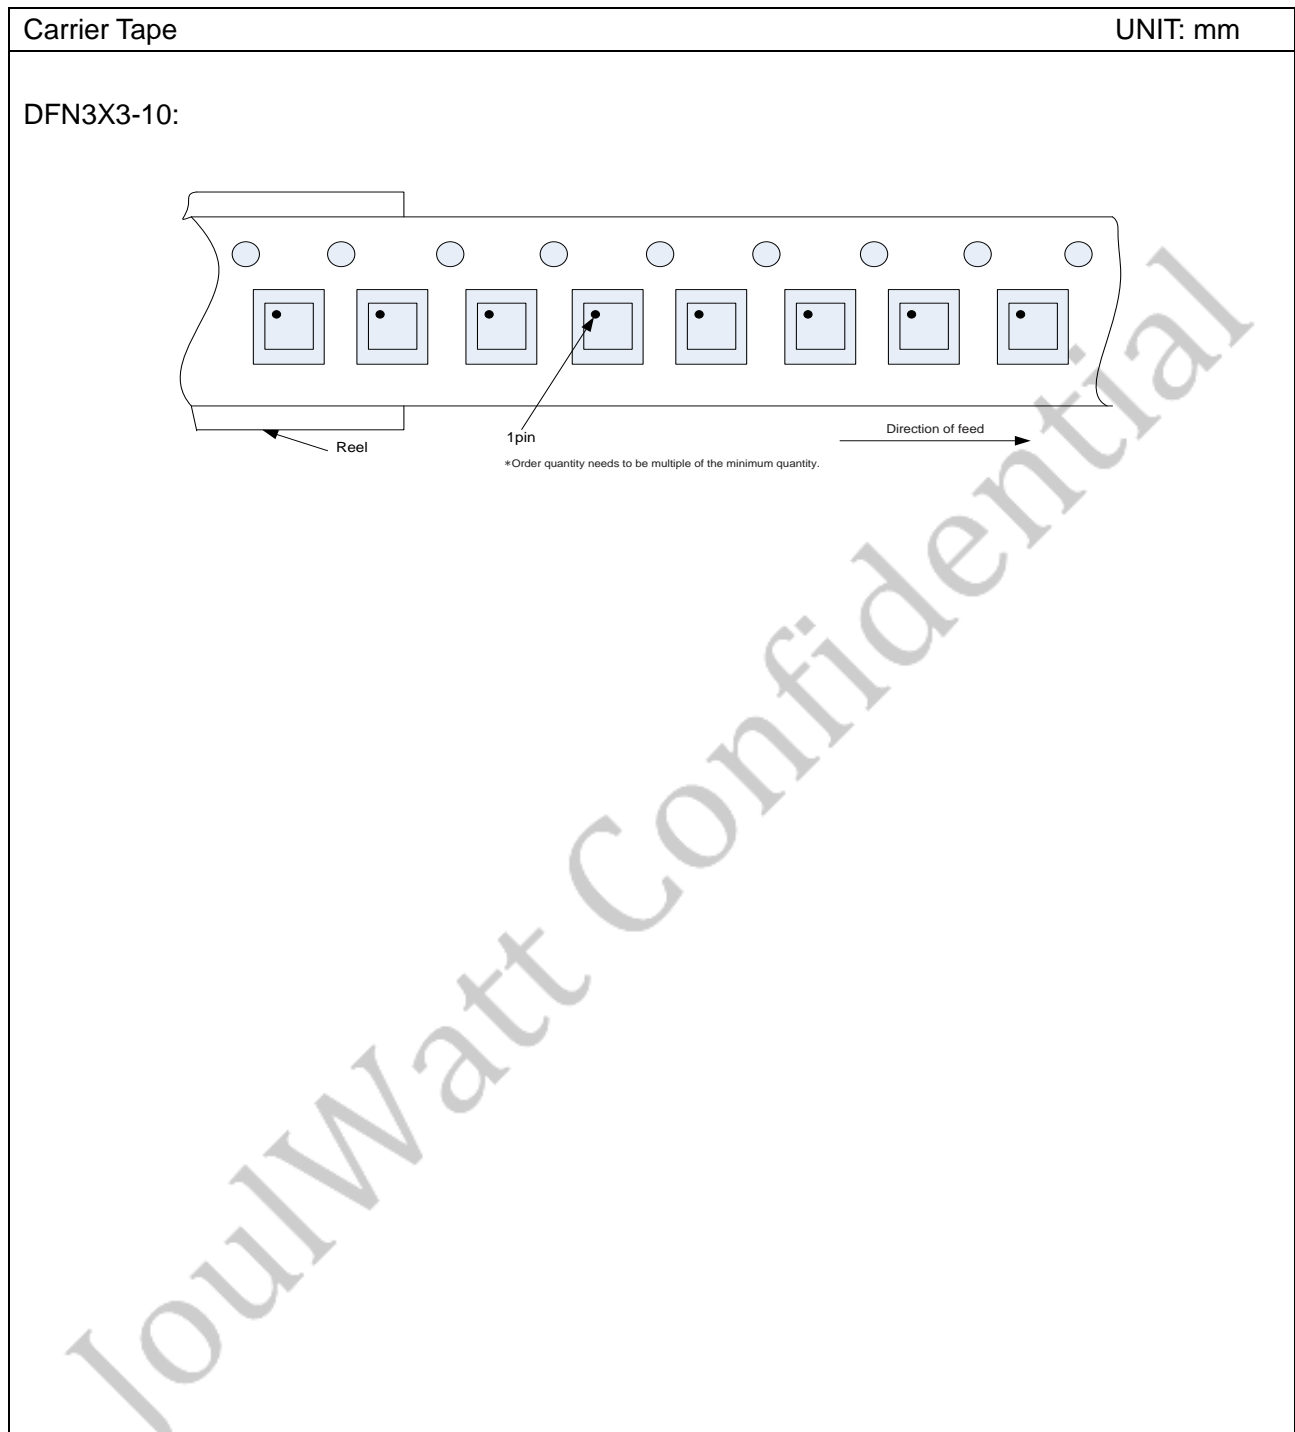 Carrier Tape UNIT: mm
DFN3X3-10:
Reel
1pin
Direction of feed
*Order quantity needs to be multiple of the minimum quantity.
JoulWatt Confidential